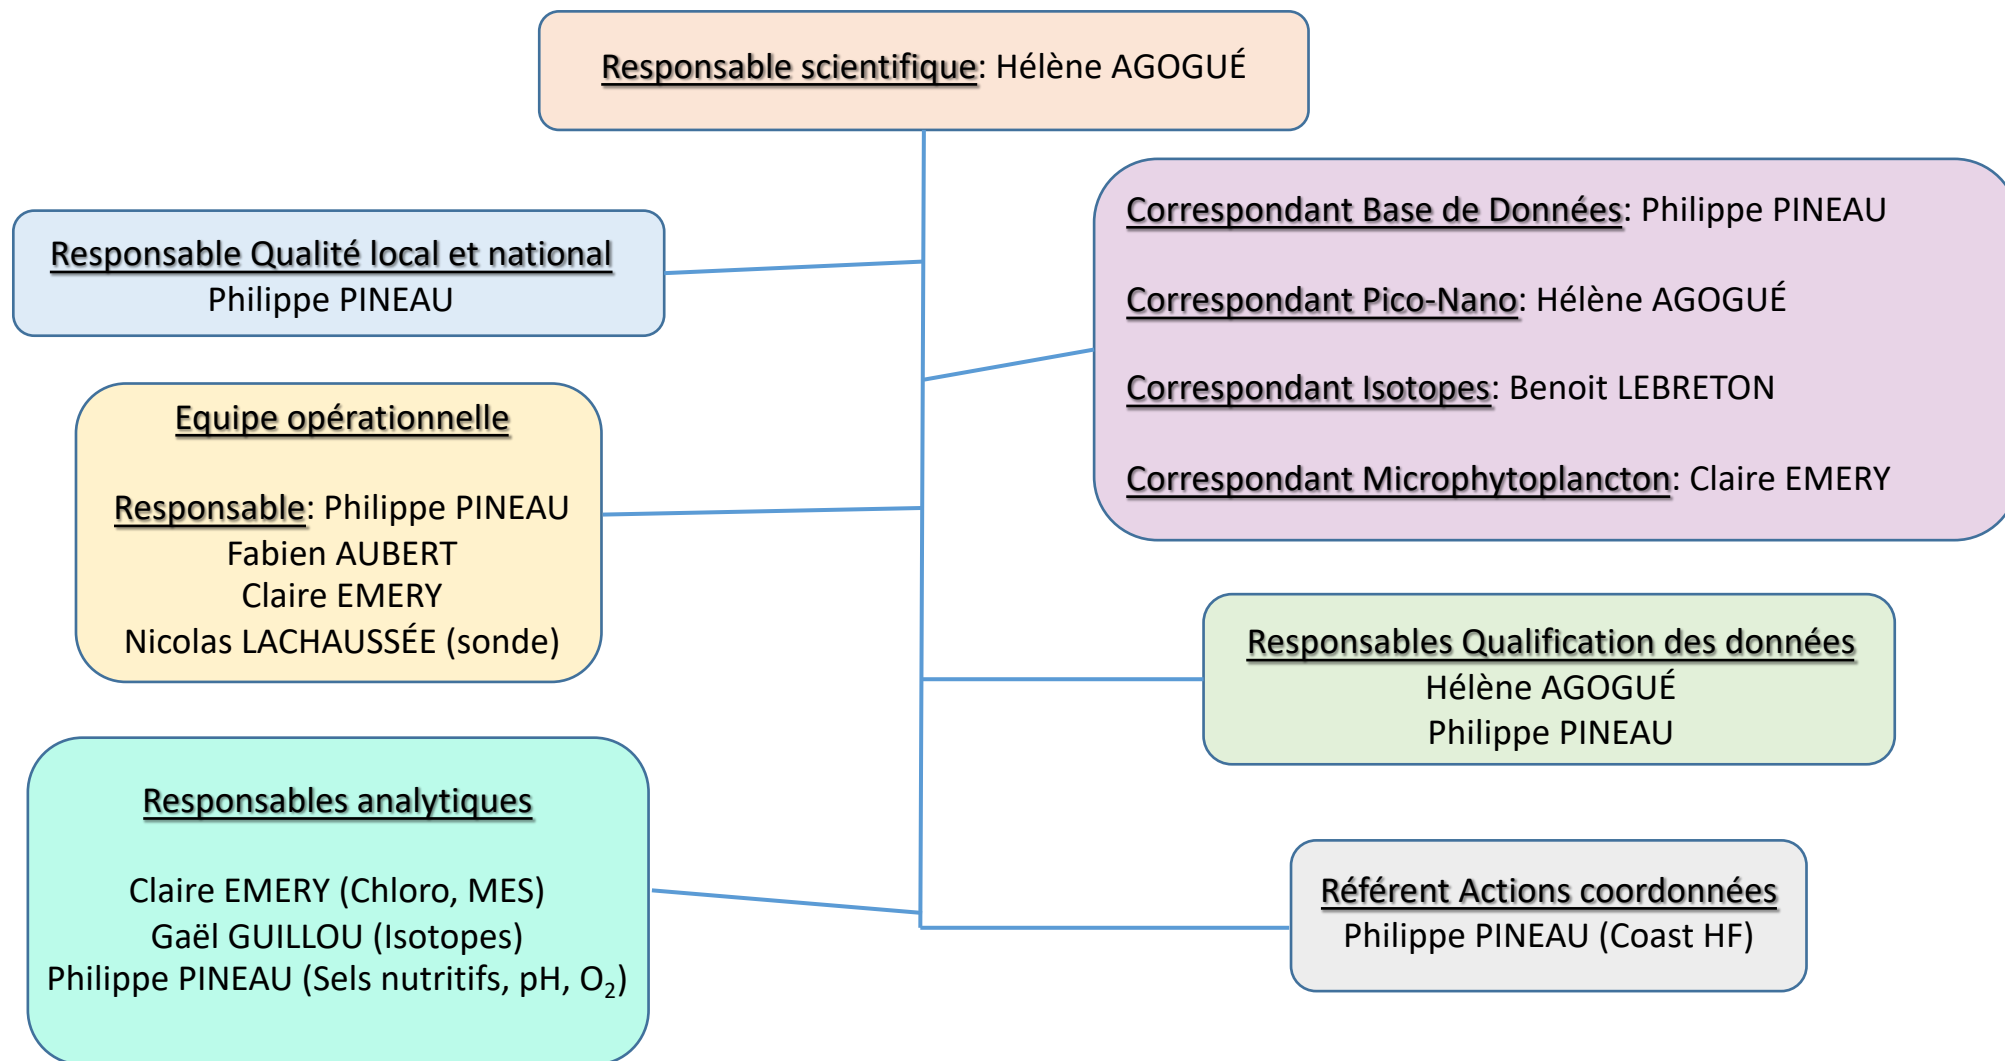 Responsable scientifique: Hélène AGOGUÉ
Responsable Qualité local et national
Philippe PINEAU
Correspondant Base de Données: Philippe PINEAU
Correspondant Pico-Nano: Hélène AGOGUÉ
Correspondant Isotopes: Benoit LEBRETON
Correspondant Microphytoplancton: Claire EMERY
Equipe opérationnelle
Responsable: Philippe PINEAU
Fabien AUBERT
Claire EMERY
Nicolas LACHAUSSÉE (sonde)
Responsables Qualification des données
Hélène AGOGUÉ
Philippe PINEAU
Responsables analytiques
Claire EMERY (Chloro, MES)
Gaël GUILLOU (Isotopes)
Philippe PINEAU (Sels nutritifs, pH, O₂)
Référent Actions coordonnées
Philippe PINEAU (Coast HF)